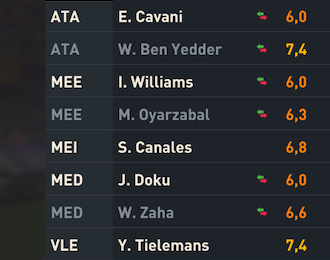 ATA E. Cavani 6,0
ATA W. Ben Yedder 7,4
MEE I. Williams 6,0
MEE M. Oyarzabal 6,3
MEI S. Canales 6,8
MED J. Doku 6,0
MED W. Zaha 6,6
VLE Y. Tielemans 7,4